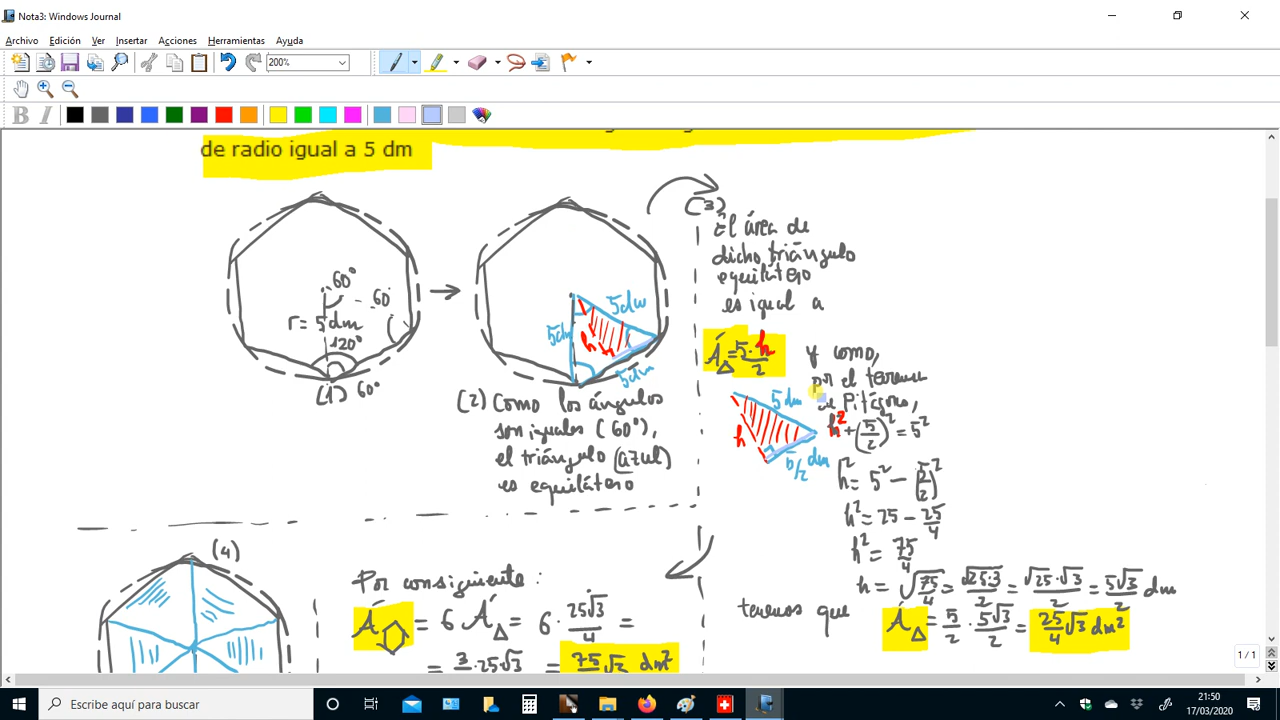 Nota3: Windows Journal
Archivo Edición Ver Insertar Acciones Herramientas Ayuda
200%
B I
de radio igual a 5 dm
60°
60°
r = 5dm
120°
(1) 60°
5dm
5dm
h
5dm
(2) Como los ángulos
son iguales (60°),
el triángulo (azul)
es equilátero
(3)
El área de
dicho triángulo
equilátero
es igual a
Á△ = 5·h/2
y como,
por el teorema
de Pitágoras,
h² + (5/2)² = 5²
5 dm
h
5/2 dm
h² = 5² − (5/2)²
h² = 25 − 25/4
h² = 75/4
h = √75/4 = √25·3/2 = √25·√3/2 = 5√3/2 dm
tenemos que
Á△ = 5/2 · 5√3/2 = 25/4 √3 dm²
(4)
Por consiguiente:
Á⬡ = 6 Á△ = 6 · 25√3/4 =
= 3·25√3 = 75 dm²
1/1
Escribe aquí para buscar
21:50
17/03/2020